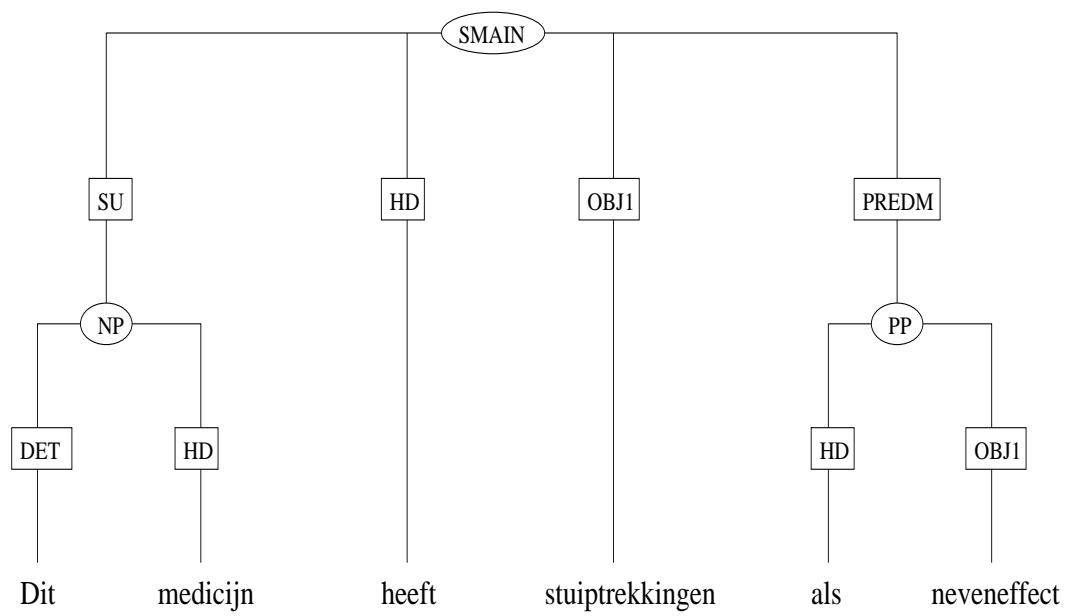 SMAIN
SU HD OBJ1 PREDM
NP PP
DET HD HD OBJ1
Dit medicijn heeft stuiptrekkingen als neveneffect